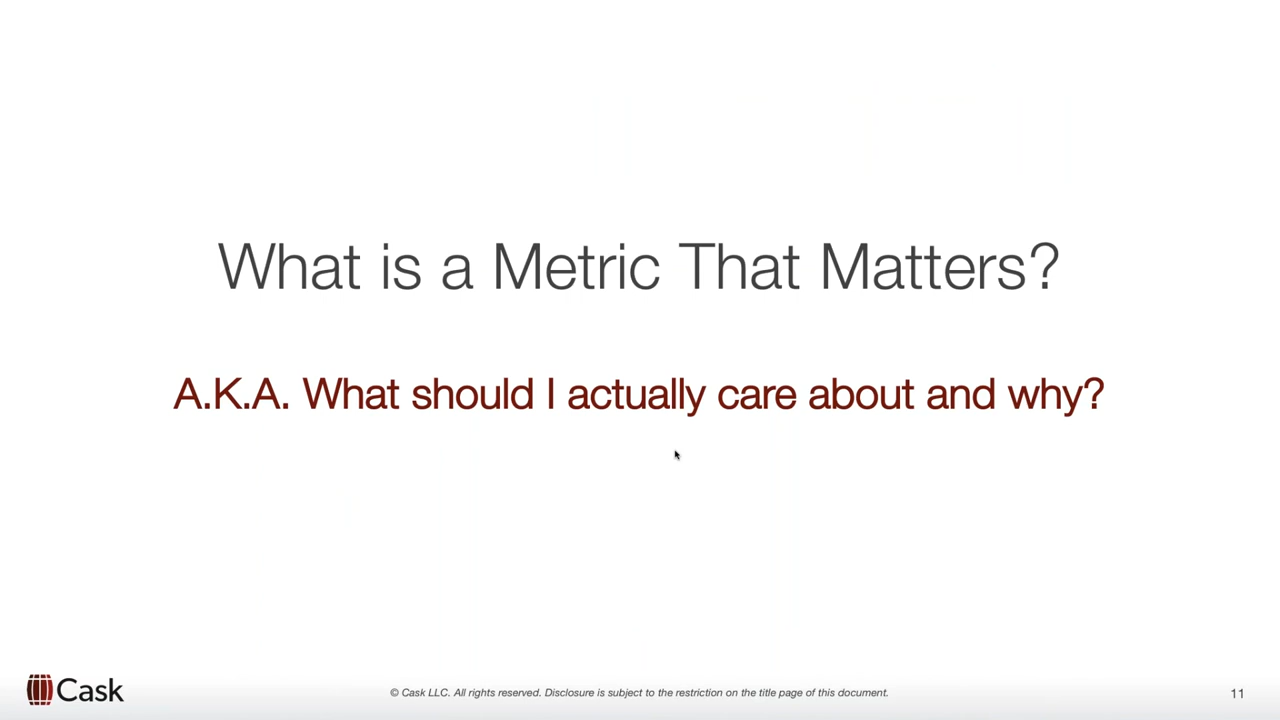 What is a Metric That Matters?
A.K.A. What should I actually care about and why?
Cask
© Cask LLC. All rights reserved. Disclosure is subject to the restriction on the title page of this document.
11